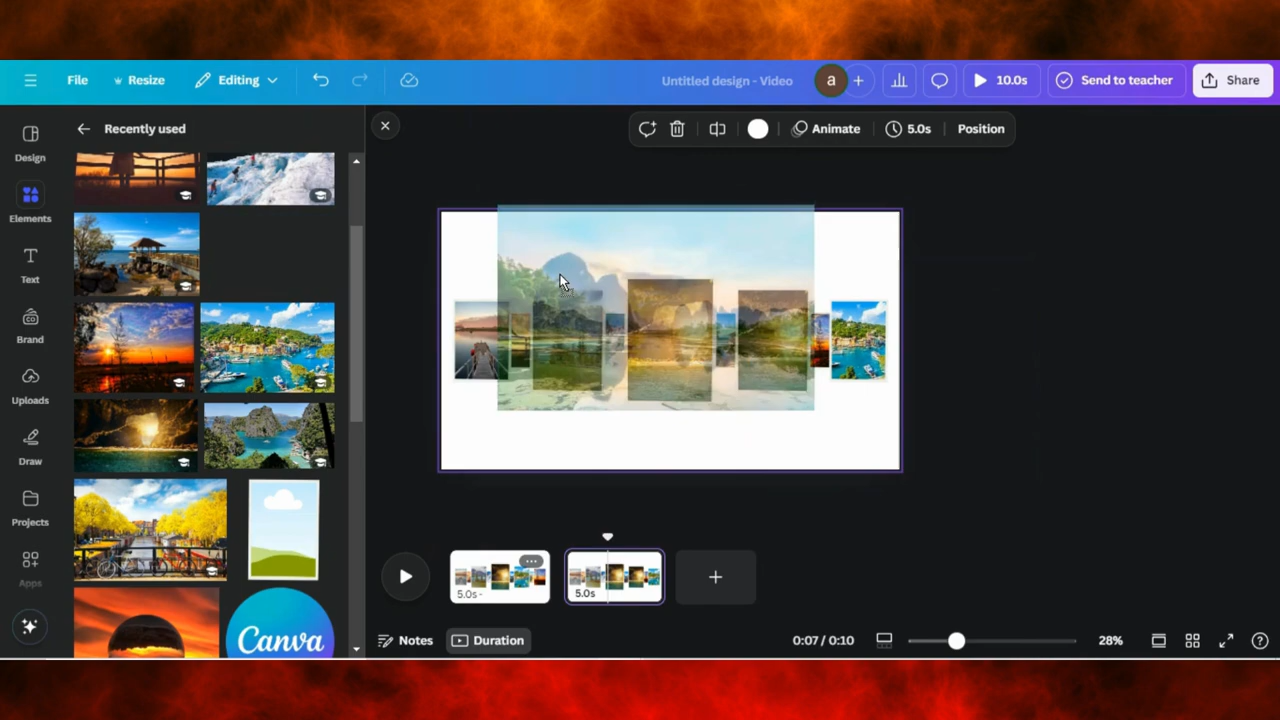 File
Resize
Editing
Untitled design - Video
a
+
10.0s
Send to teacher
Share
Design
Elements
Text
Brand
Uploads
Draw
Projects
Apps
Recently used
Canva
Animate
5.0s
Position
5.0s -
5.0s
+
Notes
Duration
0:07 / 0:10
28%